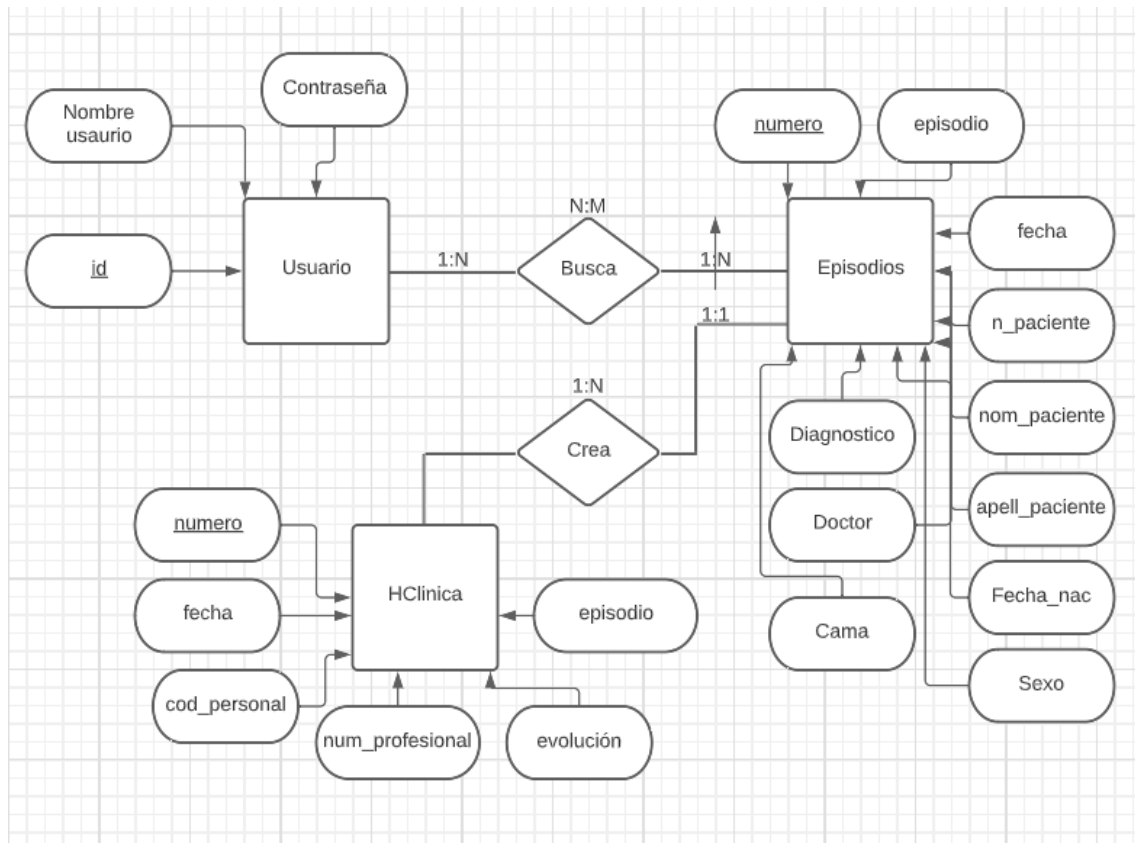 Contraseña
Nombre
usaurio
numero
episodio
N:M
fecha
id
1:N
Usuario
Busca
1:N
Episodios
1:1
n_paciente
1:N
nom_paciente
Diagnostico
Crea
apell_paciente
numero
Doctor
HClinica
Fecha_nac
fecha
episodio
Cama
Sexo
cod_personal
num_profesional
evolución